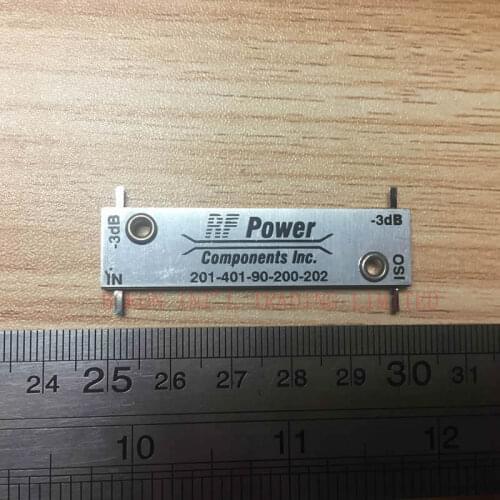 -3dB
RF Power
-3dB
Components Inc.
IN
201-401-90-200-202
ISO
24 25 26 27 28 29 30 31
10 11 12